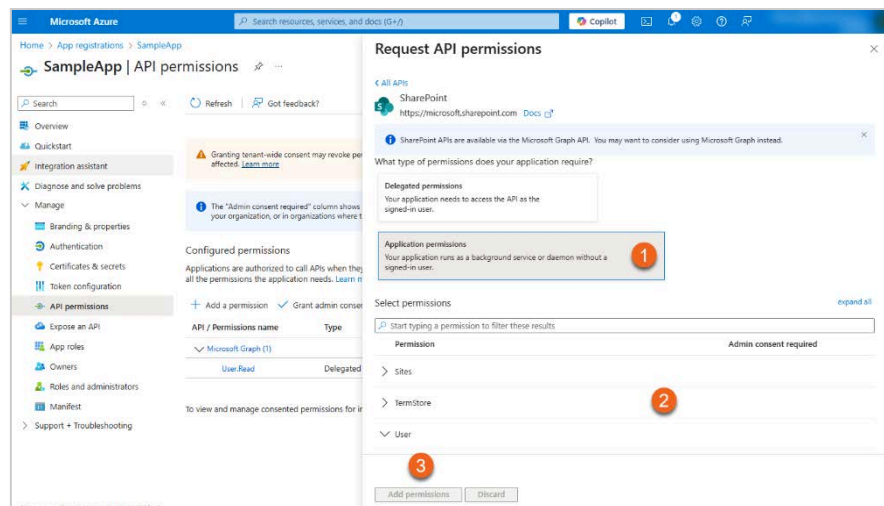 Microsoft Azure
Search resources, services, and docs (G+/)
Copilot
1
Home > App registrations > SampleApp
SampleApp | API permissions
Search
Overview
Quickstart
Integration assistant
Diagnose and solve problems
Manage
Branding & properties
Authentication
Certificates & secrets
Token configuration
API permissions
Expose an API
App roles
Owners
Roles and administrators
Manifest
Support + Troubleshooting
Refresh
Got feedback?
Granting tenant-wide consent may revoke per
affected. Learn more
The "Admin consent required" column shows
your organization, or in organizations where t
Configured permissions
Applications are authorized to call APIs when they
all the permissions the application needs. Learn m
+ Add a permission
Grant admin conse
API / Permissions name
Type
Microsoft Graph (1)
User.Read
Delegated
To view and manage consented permissions for in
Request API permissions
All APIs
SharePoint
https://microsoft.sharepoint.com Docs
SharePoint APIs are available via the Microsoft Graph API. You may want to consider using Microsoft Graph instead.
What type of permissions does your application require?
Delegated permissions
Your application needs to access the API as the
signed-in user.
Application permissions
Your application runs as a background service or daemon without a
signed-in user.
1
Select permissions
expand all
Start typing a permission to filter these results
Permission
Admin consent required
Sites
TermStore
2
User
3
Add permissions
Discard